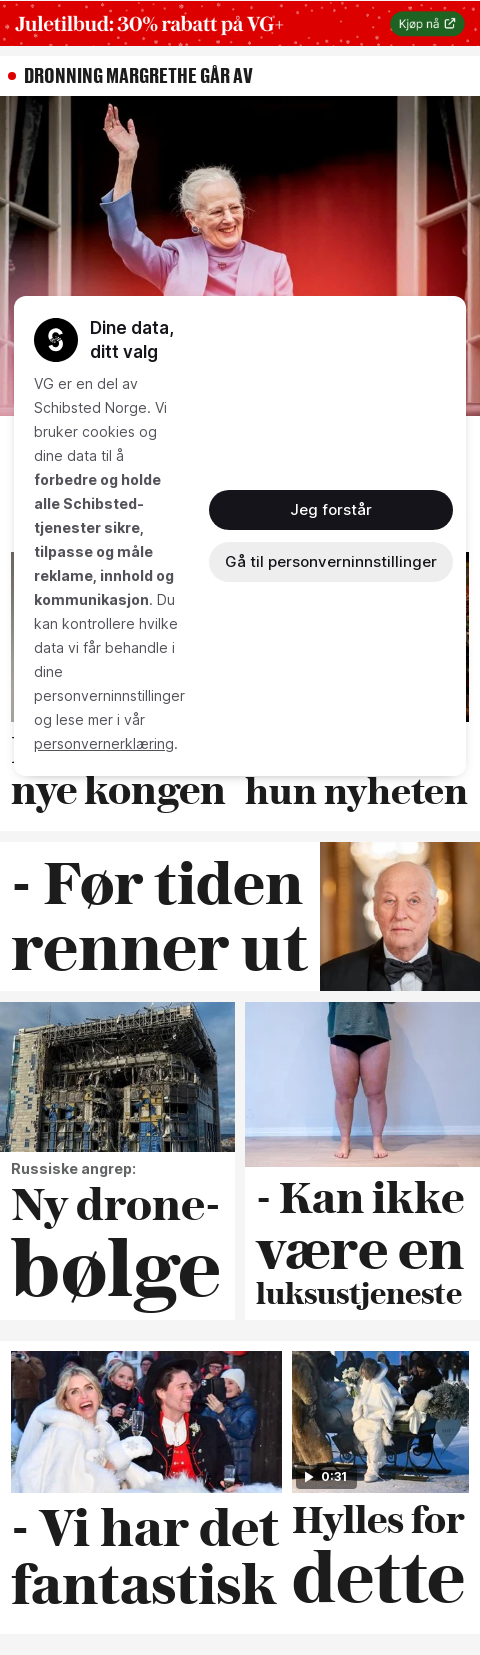 Juletilbud: 30% rabatt på VG+
Kjøp nå
DRONNING MARGRETHE GÅR AV
Dine data,
ditt valg
VG er en del av
Schibsted Norge. Vi
bruker cookies og
dine data til å
forbedre og holde
alle Schibsted-
tjenester sikre,
tilpasse og måle
reklame, innhold og
kommunikasjon. Du
kan kontrollere hvilke
data vi får behandle i
dine
personverninnstillinger
og lese mer i vår
personvernerklæring.
Jeg forstår
Gå til personverninnstillinger
nye kongen
hun nyheten
- Før tiden
renner ut
Russiske angrep:
Ny drone-
bølge
- Kan ikke
være en
luksustjeneste
- Vi har det
fantastisk
0:31
Hylles for
dette